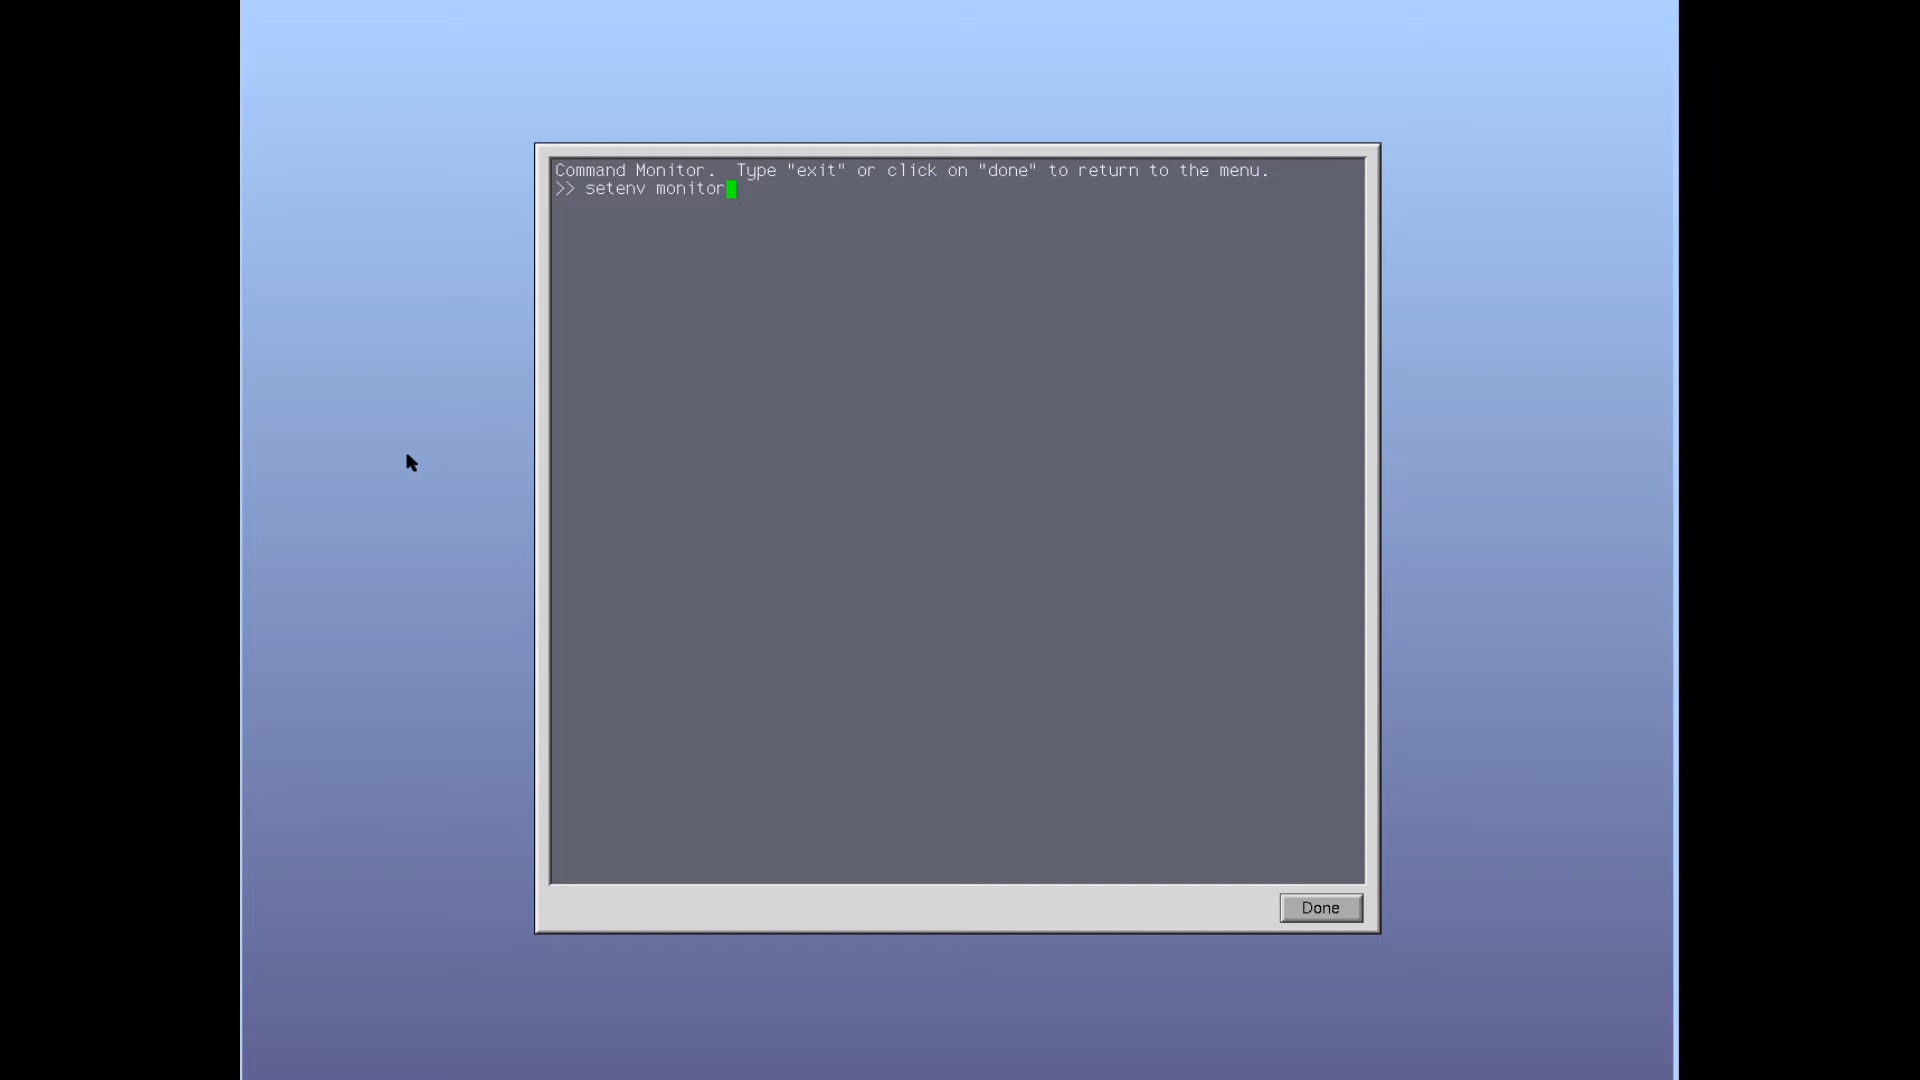 Command Monitor.  Type "exit" or click on "done" to return to the menu.
>> setenv monitor
Done